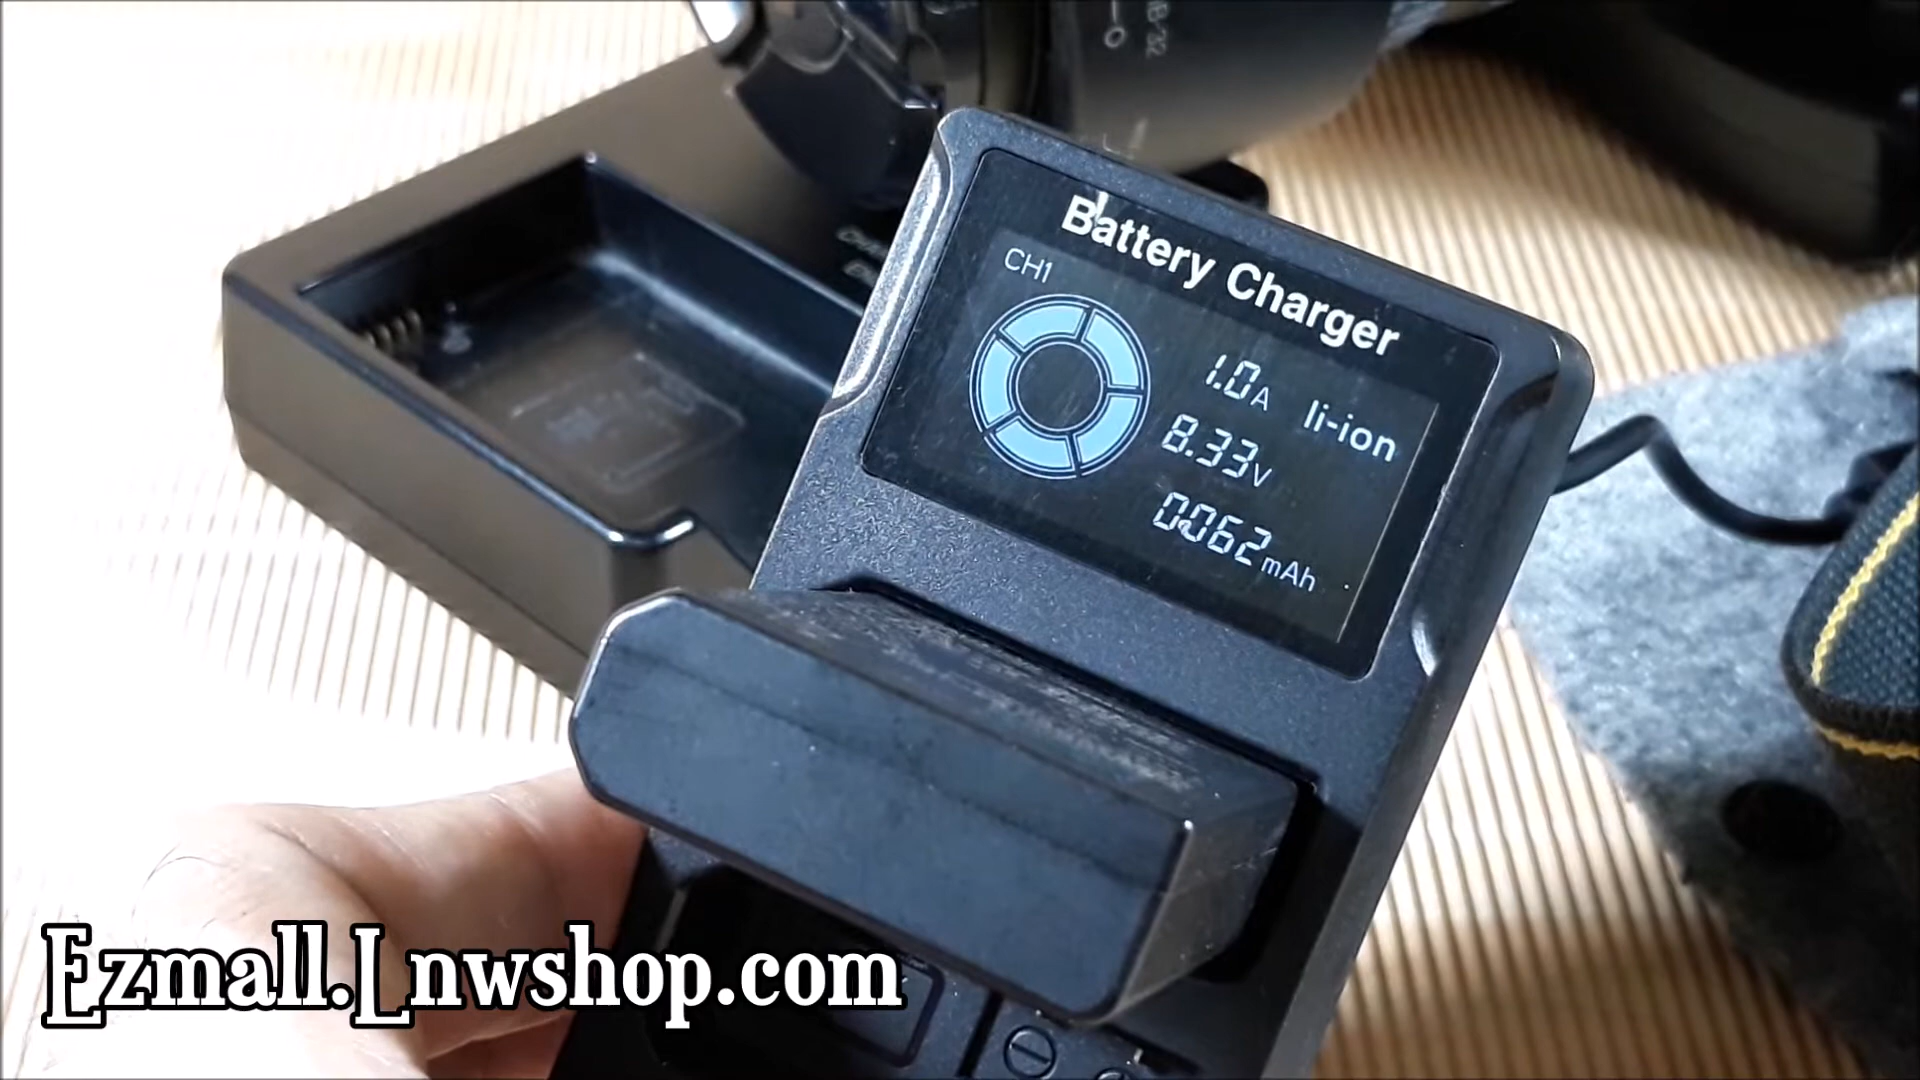 Battery Charger
CH1
1.0A li-ion
8.33V
0062mAh
Ezmall.Lnwshop.com